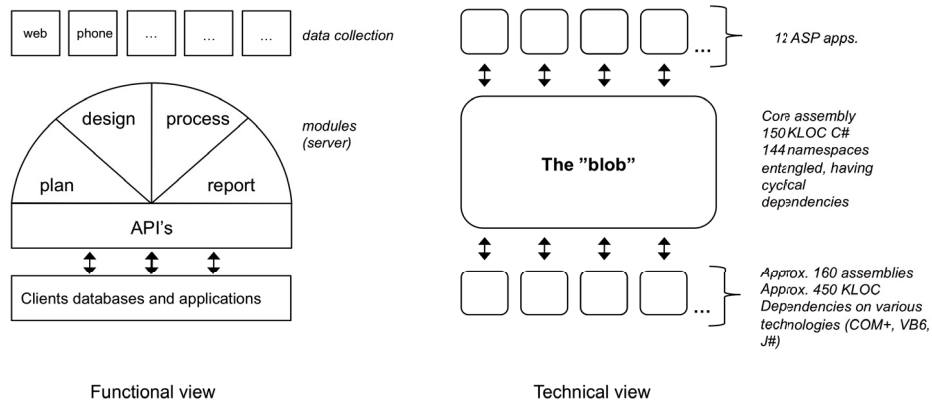 web
phone
...
...
...
data collection
design
process
plan
report
modules
(server)
API's
Clients databases and applications
Functional view
...
12 ASP apps.
The ”blob”
Core assembly
150 KLOC C#
144 namespaces
entangled, having
cyclcal
dependencies
...
Approx. 160 assemblies
Approx. 450 KLOC
Dependencies on various
technologies (COM+, VB6,
J#)
Technical view